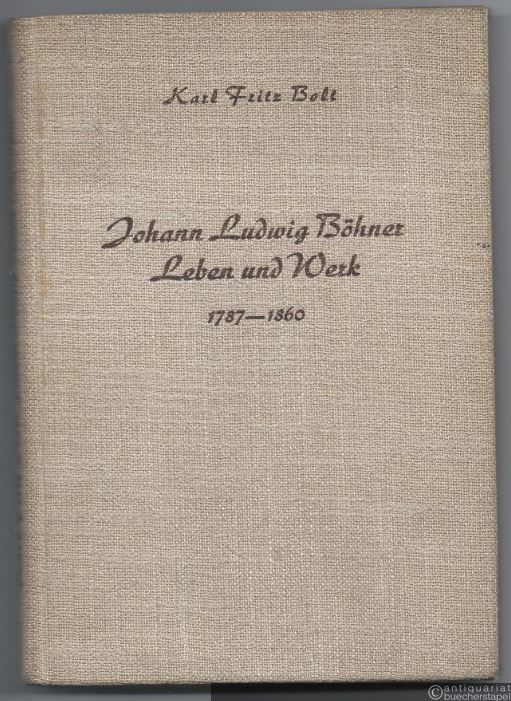 Karl Fritz Bolt
Johann Ludwig Böhner
Leben und Werk
1787—1860
©antiquariat
buecherstapel